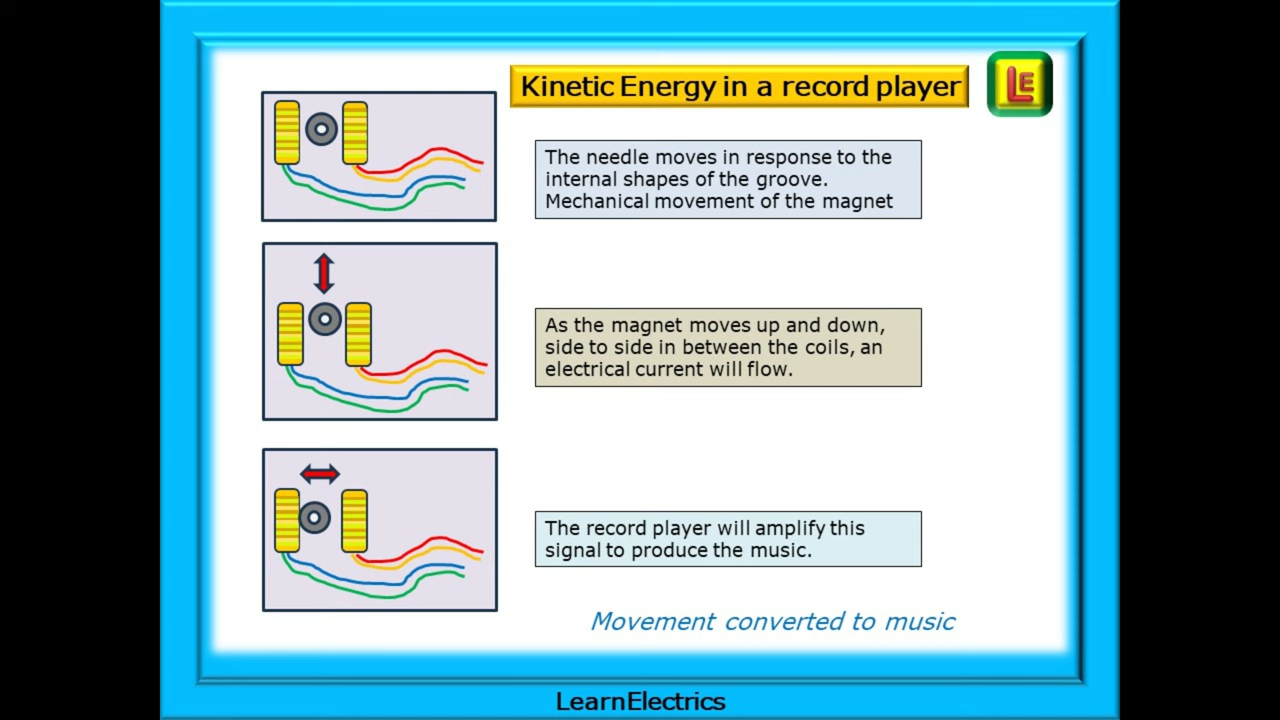 Kinetic Energy in a record player
LE
The needle moves in response to the
internal shapes of the groove.
Mechanical movement of the magnet
As the magnet moves up and down,
side to side in between the coils, an
electrical current will flow.
The record player will amplify this
signal to produce the music.
Movement converted to music
LearnElectrics